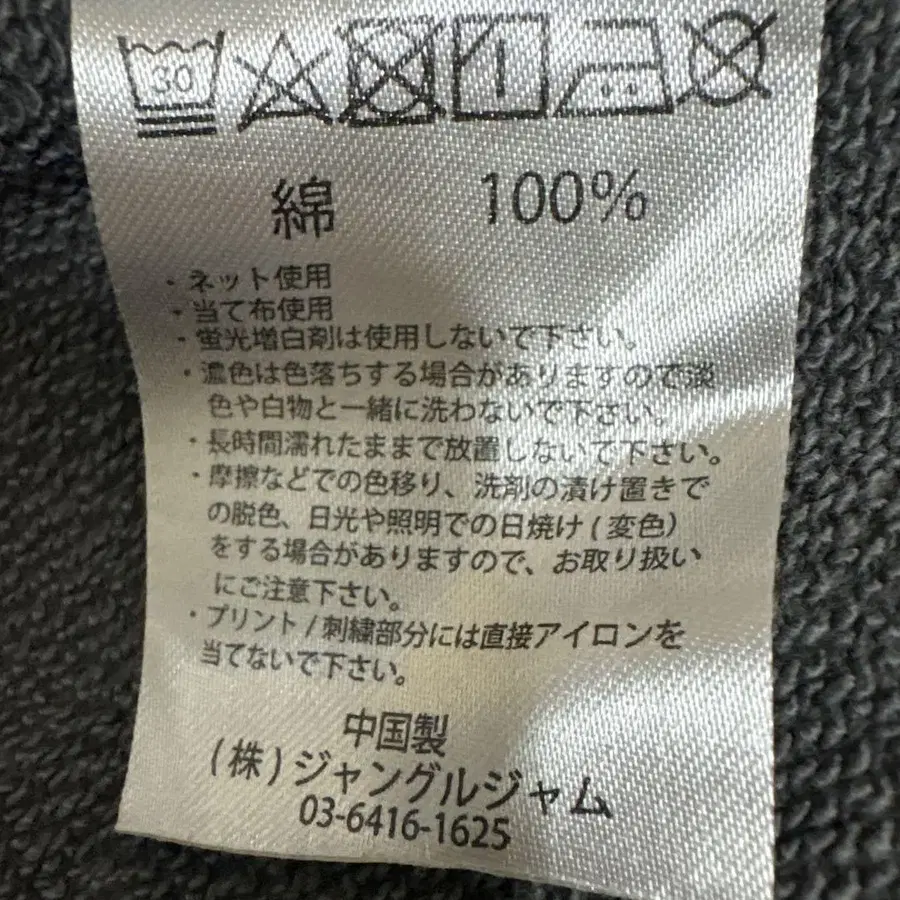 30
綿 100%
・ネット使用
・当て布使用
・蛍光増白剤は使用しないで下さい。
・濃色は色落ちする場合がありますので淡
色や白物と一緒に洗わないで下さい。
・長時間濡れたままで放置しないで下さい。
・摩擦などでの色移り、洗剤の漬け置きで
の脱色、日光や照明での日焼け(変色)
をする場合がありますので、お取り扱い
にご注意下さい。
・プリント/刺繍部分には直接アイロンを
当てないで下さい。
中国製
(株)ジャングルジャム
03-6416-1625